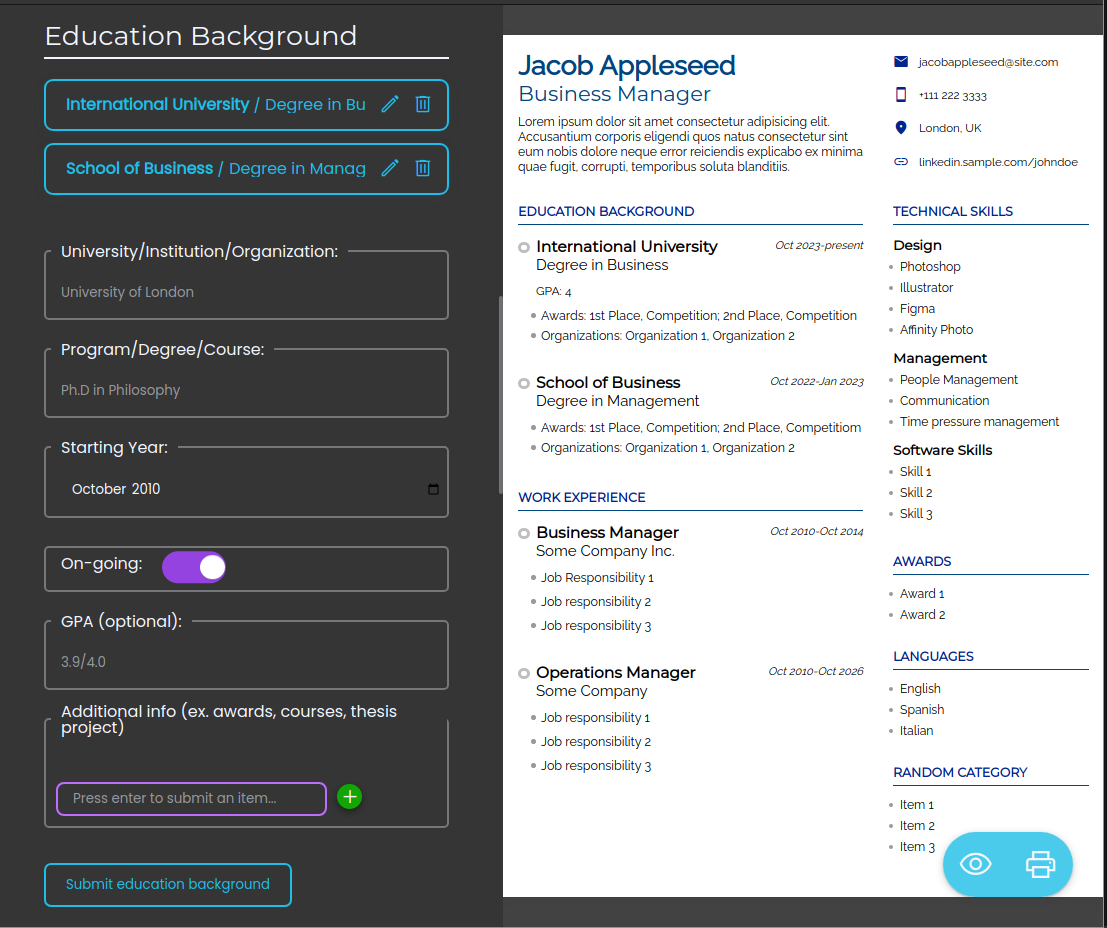 Education Background
International University / Degree in Bu
School of Business / Degree in Manag
University/Institution/Organization:
University of London
Program/Degree/Course:
Ph.D in Philosophy
Starting Year:
October 2010
On-going:
GPA (optional):
3.9/4.0
Additional info (ex. awards, courses, thesis
project)
Press enter to submit an item...
Submit education background
Jacob Appleseed
Business Manager
Lorem ipsum dolor sit amet consectetur adipisicing elit.
Accusantium corporis eligendi quos natus consectetur sint
eum nobis dolore neque error reiciendis explicabo ex minima
quae fugit, corrupti, temporibus soluta blanditiis.
EDUCATION BACKGROUND
International University
Oct 2023-present
Degree in Business
GPA: 4
Awards: 1st Place, Competition; 2nd Place, Competition
Organizations: Organization 1, Organization 2
School of Business
Oct 2022-Jan 2023
Degree in Management
Awards: 1st Place, Competition; 2nd Place, Competitiom
Organizations: Organization 1, Organization 2
WORK EXPERIENCE
Business Manager
Oct 2010-Oct 2014
Some Company Inc.
Job Responsibility 1
Job responsibility 2
Job responsibility 3
Operations Manager
Oct 2010-Oct 2026
Some Company
Job responsibility 1
Job responsibility 2
Job responsibility 3
jacobappleseed@site.com
+111 222 3333
London, UK
linkedin.sample.com/johndoe
TECHNICAL SKILLS
Design
Photoshop
Illustrator
Figma
Affinity Photo
Management
People Management
Communication
Time pressure management
Software Skills
Skill 1
Skill 2
Skill 3
AWARDS
Award 1
Award 2
LANGUAGES
English
Spanish
Italian
RANDOM CATEGORY
Item 1
Item 2
Item 3